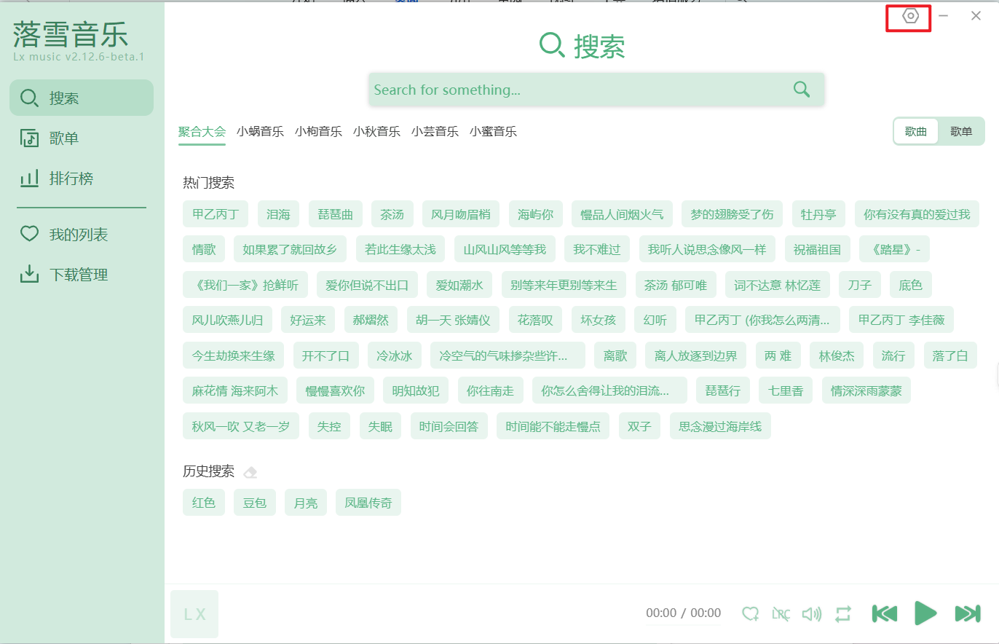 落雪音乐
Lx music v2.12.6-beta.1
搜索
歌单
排行榜
我的列表
下载管理
搜索
Search for something...
聚合大会 小蜗音乐 小枸音乐 小秋音乐 小芸音乐 小蜜音乐
歌曲 歌单
热门搜索
甲乙丙丁 泪海 琵琶曲 茶汤 风月吻眉梢 海屿你 慢品人间烟火气 梦的翅膀受了伤 牡丹亭 你有没有真的爱过我
情歌 如果累了就回故乡 若此生缘太浅 山风山风等等我 我不难过 我听人说思念像风一样 祝福祖国 《踏星》-
《我们一家》抢鲜听 爱你但说不出口 爱如潮水 别等来年更别等来生 茶汤 郁可唯 词不达意 林忆莲 刀子 底色
风儿吹燕儿归 好运来 郝熠然 胡一天 张婧仪 花落叹 坏女孩 幻听 甲乙丙丁 (你我怎么两清... 甲乙丙丁 李佳薇
今生劫换来生缘 开不了口 冷冰冰 冷空气的气味掺杂些许... 离歌 离人放逐到边界 两 难 林俊杰 流行 落了白
麻花情 海来阿木 慢慢喜欢你 明知故犯 你往南走 你怎么舍得让我的泪流... 琵琶行 七里香 情深深雨蒙蒙
秋风一吹 又老一岁 失控 失眠 时间会回答 时间能不能走慢点 双子 思念漫过海岸线
历史搜索
红色 豆包 月亮 凤凰传奇
LX
00:00 / 00:00
LRC